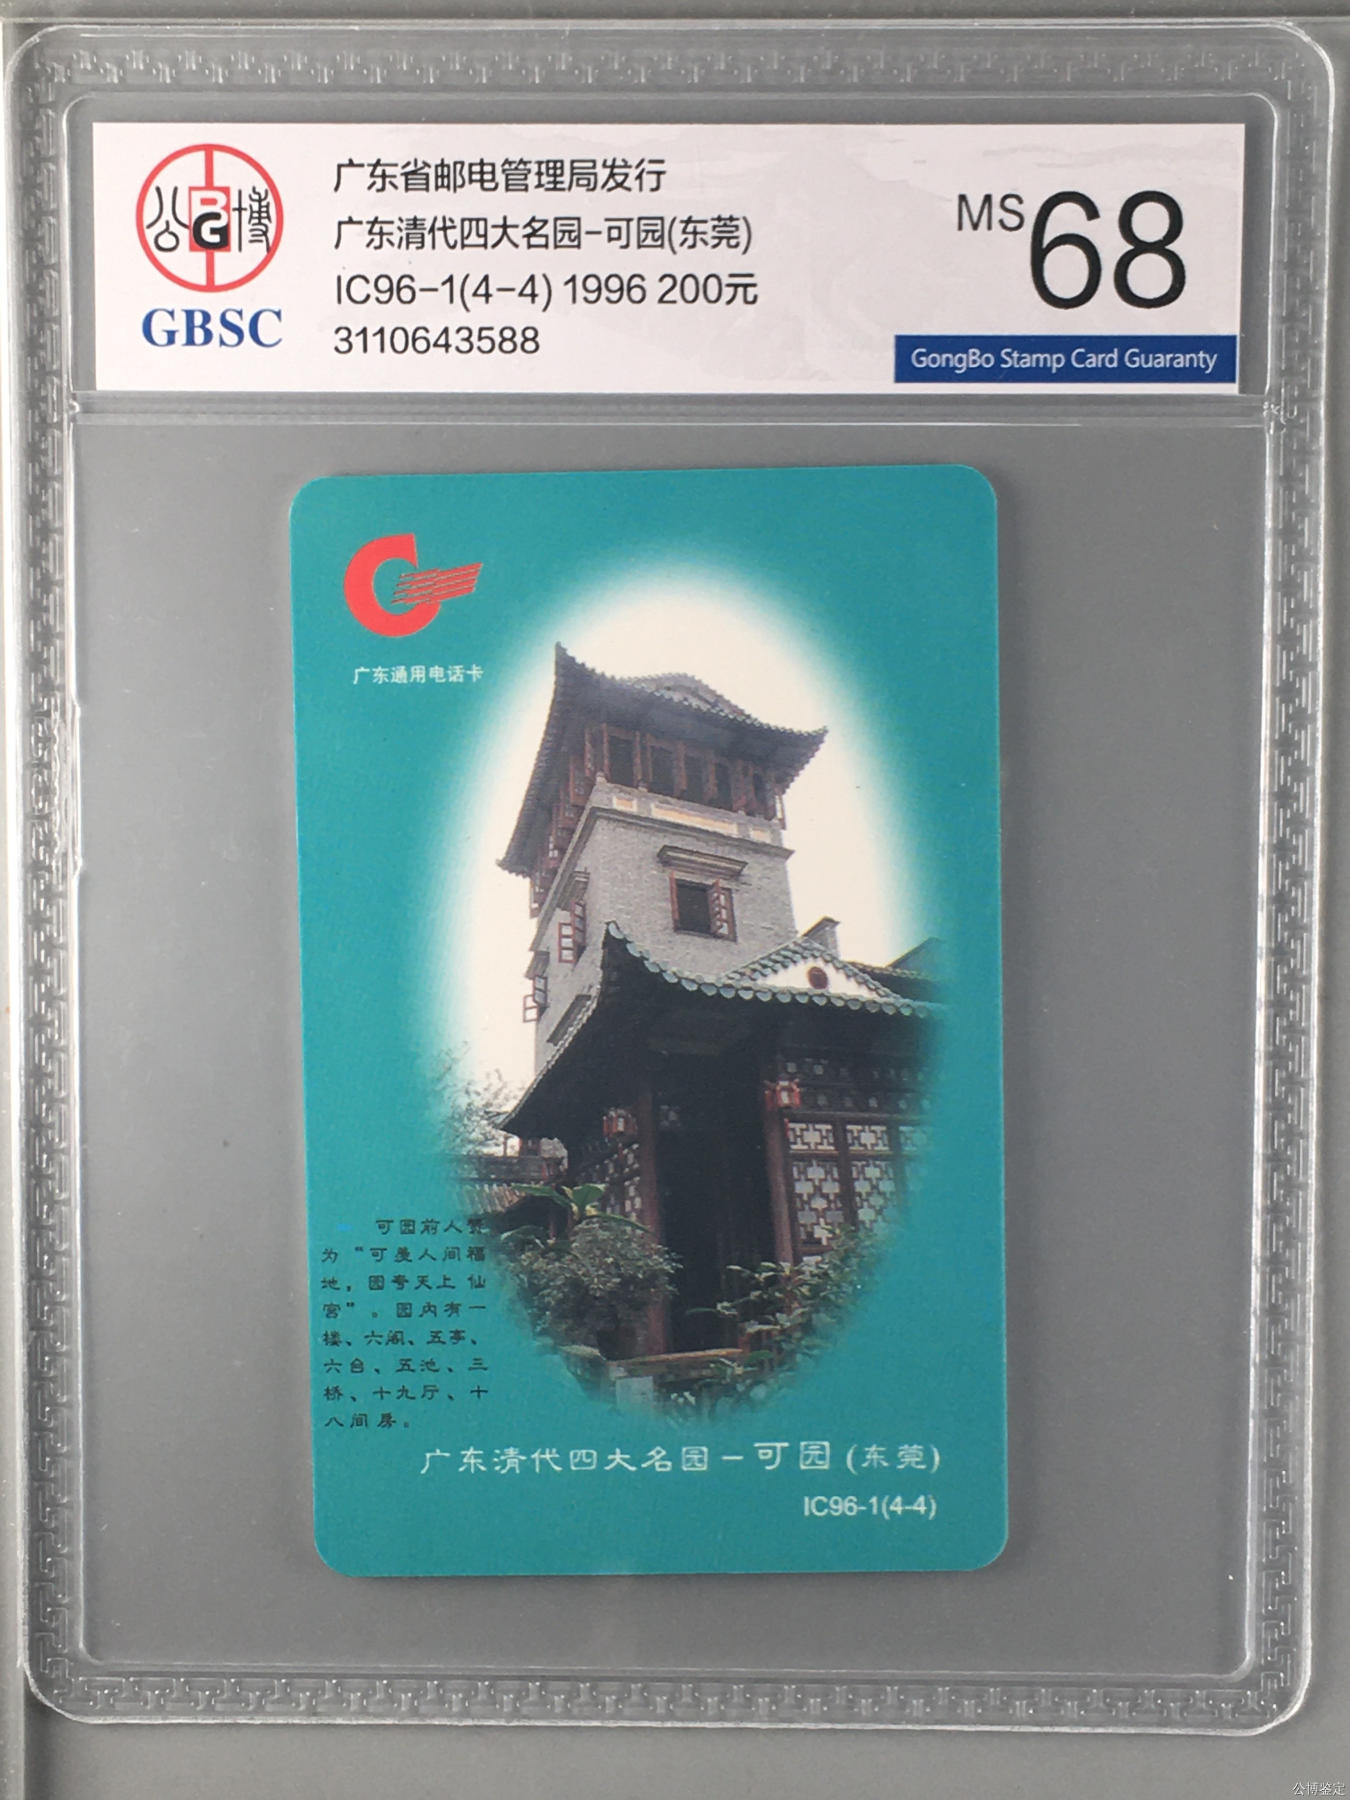 公博
BG
GBSC
广东省邮电管理局发行
广东清代四大名园-可园(东莞)
IC96-1(4-4) 1996 200元
3110643588
MS 68
GongBo Stamp Card Guaranty
广东通用电话卡
可园前人赞
为“可羡人间福
地，园夸天上仙
宫”。园内有一
楼、六阁、五亭、
六台、五池、三
桥、十九厅、十
八间房。
广东清代四大名园-可园(东莞)
IC96-1(4-4)
公博鉴定